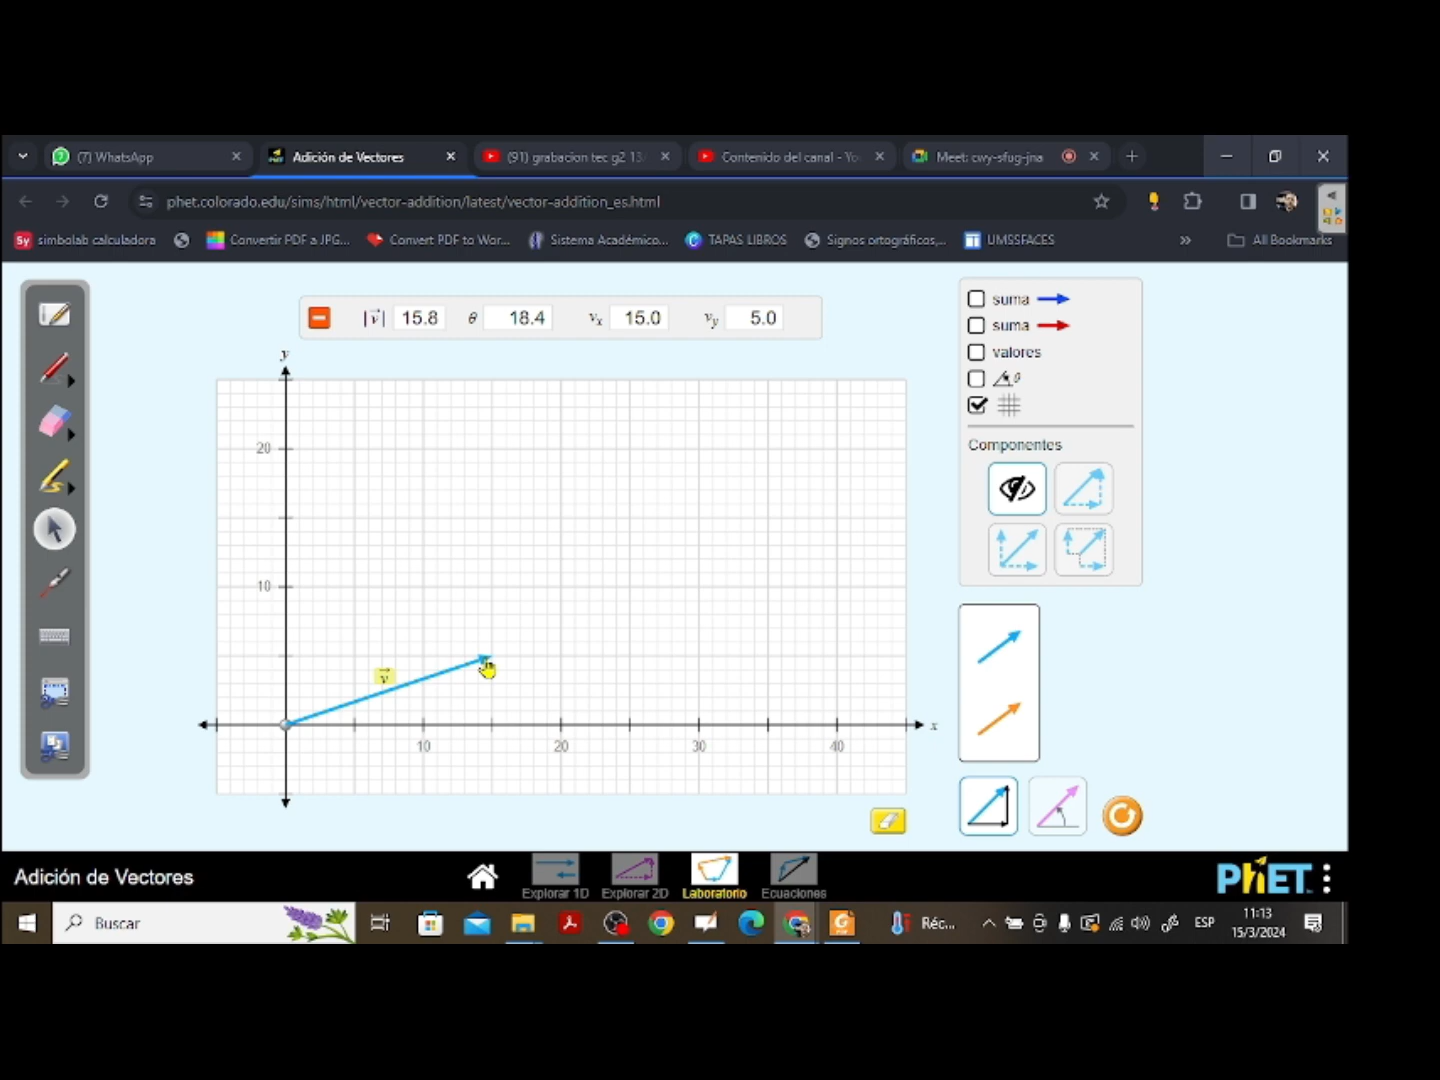 (7) WhatsApp
Adición de Vectores
(91) grabacion tec g2 13/
Contenido del canal - Yo
Meet: cwy-sfug-jna
phet.colorado.edu/sims/html/vector-addition/latest/vector-addition_es.html
Sy simbolab calculadora
Convertir PDF a JPG...
Convert PDF to Wor...
Sistema Académico...
TAPAS LIBROS
Signos ortográficos,...
UMSSFACES
»
All Bookmarks
|v⃗| 15.8 θ 18.4 vx 15.0 vy 5.0
suma
suma
valores
θ
Componentes
y
20
10
v⃗
10 20 30 40
x
Adición de Vectores
Explorar 1D
Explorar 2D
Laboratorio
Ecuaciones
PhET
Buscar
Réc...
ESP
11:13
15/3/2024